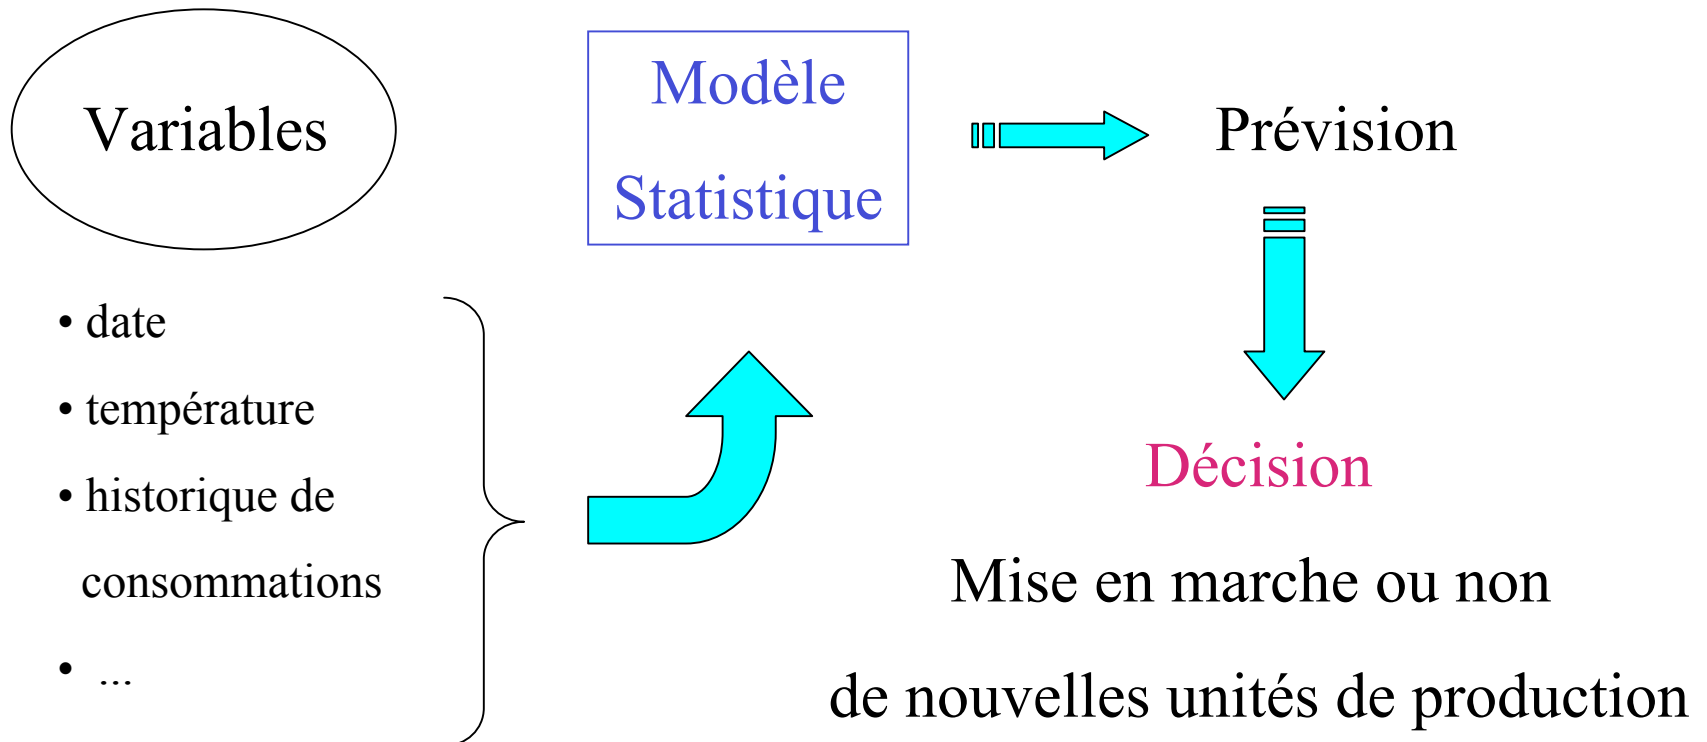 Variables
• date
• température
• historique de
consommations
• ...
Modèle
Statistique
Prévision
Décision
Mise en marche ou non
de nouvelles unités de production